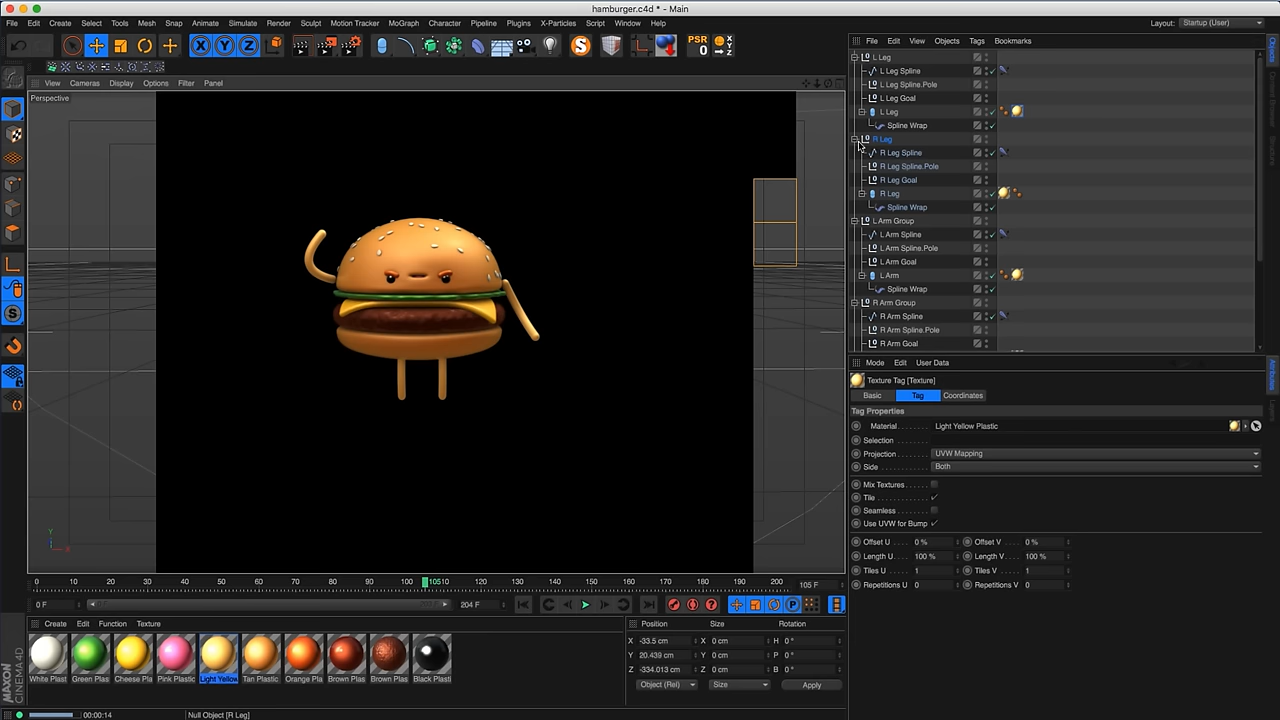 hamburger.c4d * - Main
File Edit Create Select Tools Mesh Snap Animate Simulate Render Sculpt Motion Tracker MoGraph Character Pipeline Plugins X-Particles Script Window Help
Layout: Startup (User)
PSR
0
File Edit View Objects Tags Bookmarks
View Cameras Display Options Filter Panel
Perspective
L Leg
L Leg Spline
L Leg Spline.Pole
L Leg Goal
L Leg
Spline Wrap
R Leg
R Leg Spline
R Leg Spline.Pole
R Leg Goal
R Leg
Spline Wrap
L Arm Group
L Arm Spline
L Arm Spline.Pole
L Arm Goal
L Arm
Spline Wrap
R Arm Group
R Arm Spline
R Arm Spline.Pole
R Arm Goal
Objects
Attributes
Mode Edit User Data
Texture Tag [Texture]
Basic Tag Coordinates
Tag Properties
Material Light Yellow Plastic
Selection
Projection UVW Mapping
Side Both
Mix Textures
Tile
Seamless
Use UVW for Bump
Offset U 0 % Offset V 0 %
Length U 100 % Length V 100 %
Tiles U 1 Tiles V 1
Repetitions U 0 Repetitions V 0
Y
X
0 10 20 30 40 50 60 70 80 90 100 105 110 120 130 140 150 160 170 180 190 200 105 F
0 F 204 F
Create Edit Function Texture
White Plast Green Plas Cheese Pla Pink Plastic Light Yellow Tan Plastic Orange Pla Brown Plas Brown Plas Black Plasti
Position Size Rotation
X -33.5 cm X 0 cm H 0 °
Y 20.439 cm Y 0 cm P 0 °
Z -334.013 cm Z 0 cm B 0 °
Object (Rel) Size Apply
MAXON
CINEMA 4D
00:00:14 Null Object [R Leg]